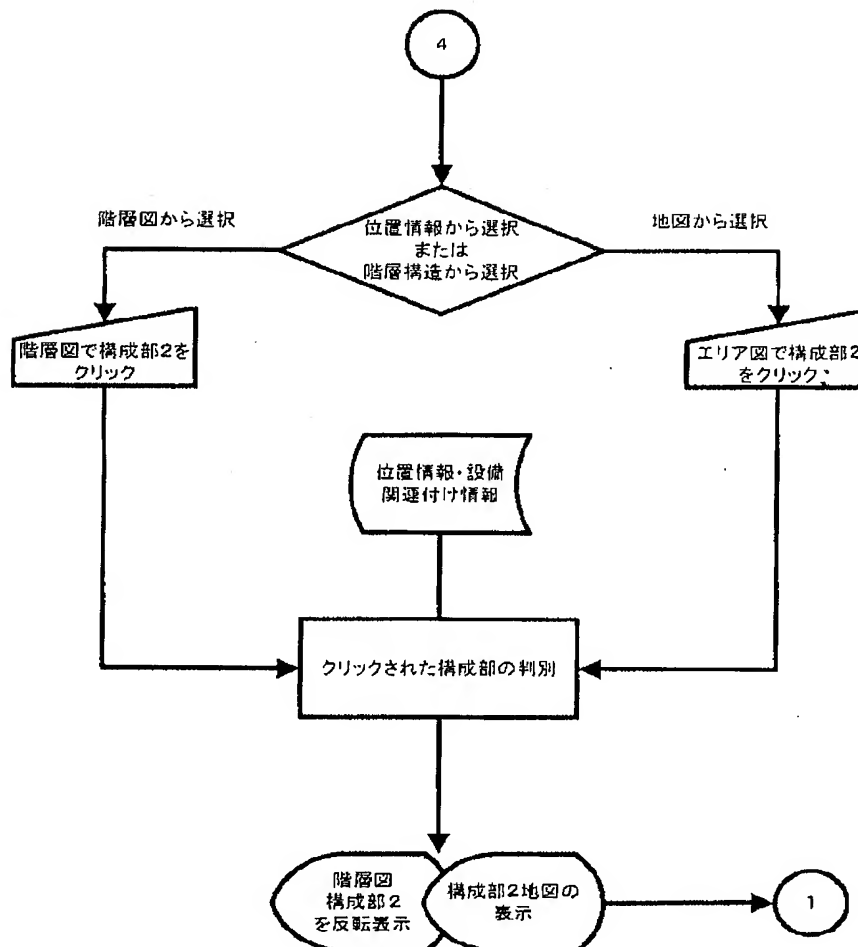 4
階層図から選択
位置情報から選択
または
階層構造から選択
地図から選択
階層図で構成部2を
クリック
エリア図で構成部2
をクリック
位置情報・設備
関連付け情報
クリックされた構成部の判別
階層図
構成部2
を反転表示
構成部2地図の
表示
1